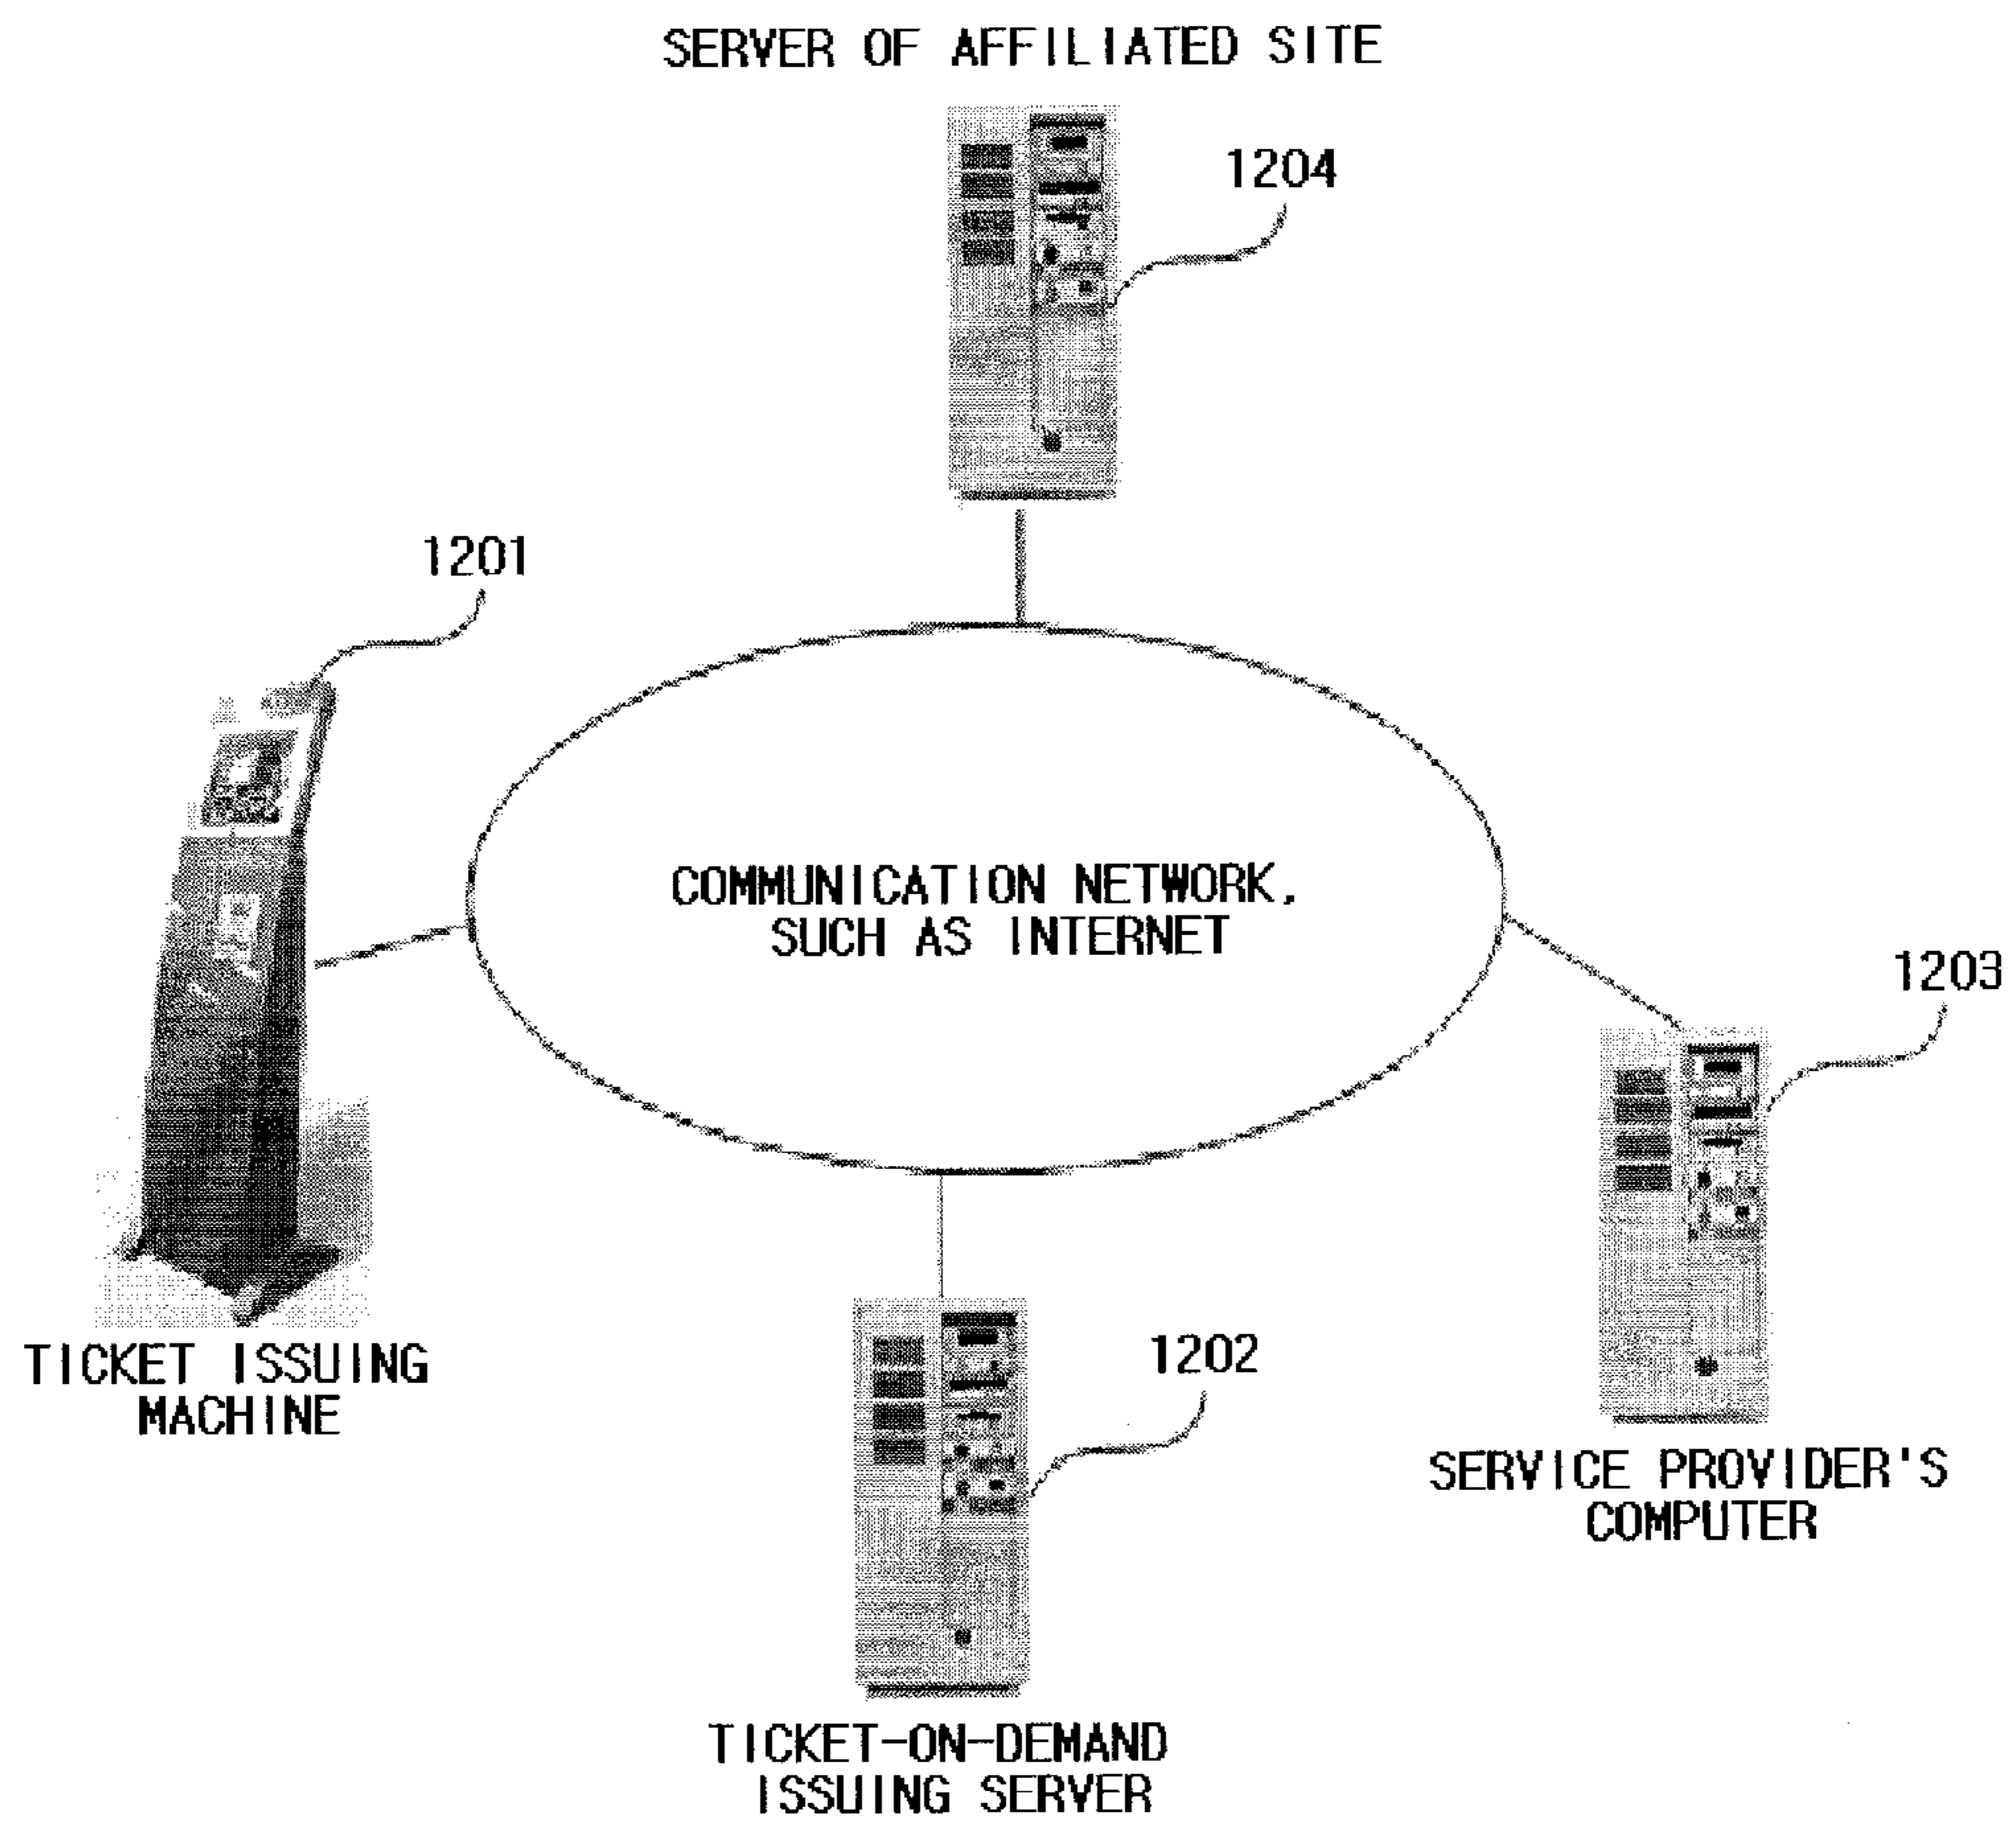 SERVER OF AFFILIATED SITE
1204
1201
COMMUNICATION NETWORK,
SUCH AS INTERNET
1203
TICKET ISSUING
MACHINE
1202
SERVICE PROVIDER'S
COMPUTER
TICKET-ON-DEMAND
ISSUING SERVER